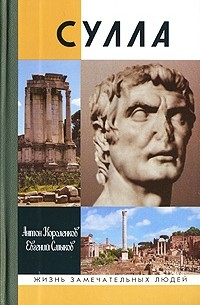 СУЛЛА
Антон Короленков
Евгений Смыков
ЖИЗНЬ ЗАМЕЧАТЕЛЬНЫХ ЛЮДЕЙ